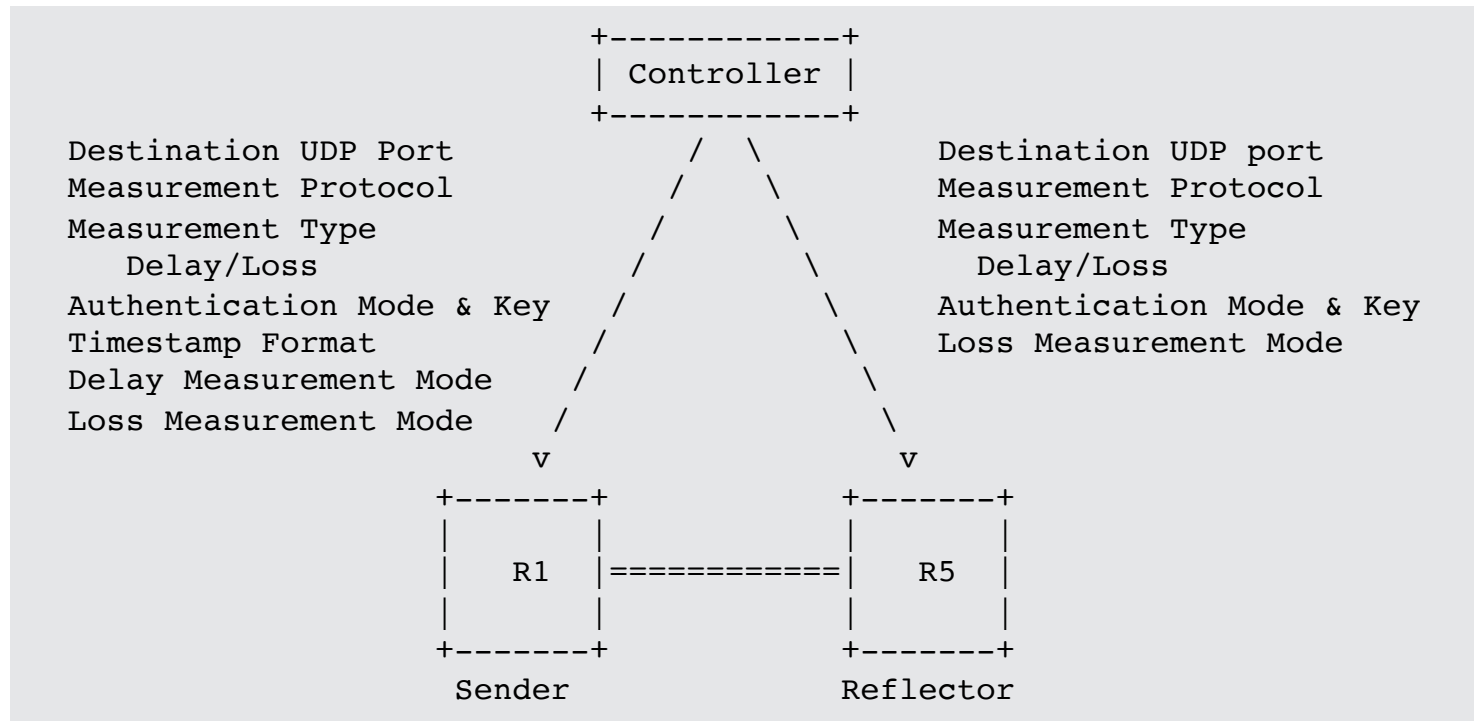 +------------+
| Controller |
+------------+
Destination UDP Port / \ Destination UDP port
Measurement Protocol / \ Measurement Protocol
Measurement Type / \ Measurement Type
Delay/Loss / \ Delay/Loss
Authentication Mode & Key / \ Authentication Mode & Key
Timestamp Format / \ Loss Measurement Mode
Delay Measurement Mode / \
Loss Measurement Mode / \
v v
+-------+ +-------+
| | | |
| R1 |============| R5 |
| | | |
+-------+ +-------+
Sender Reflector